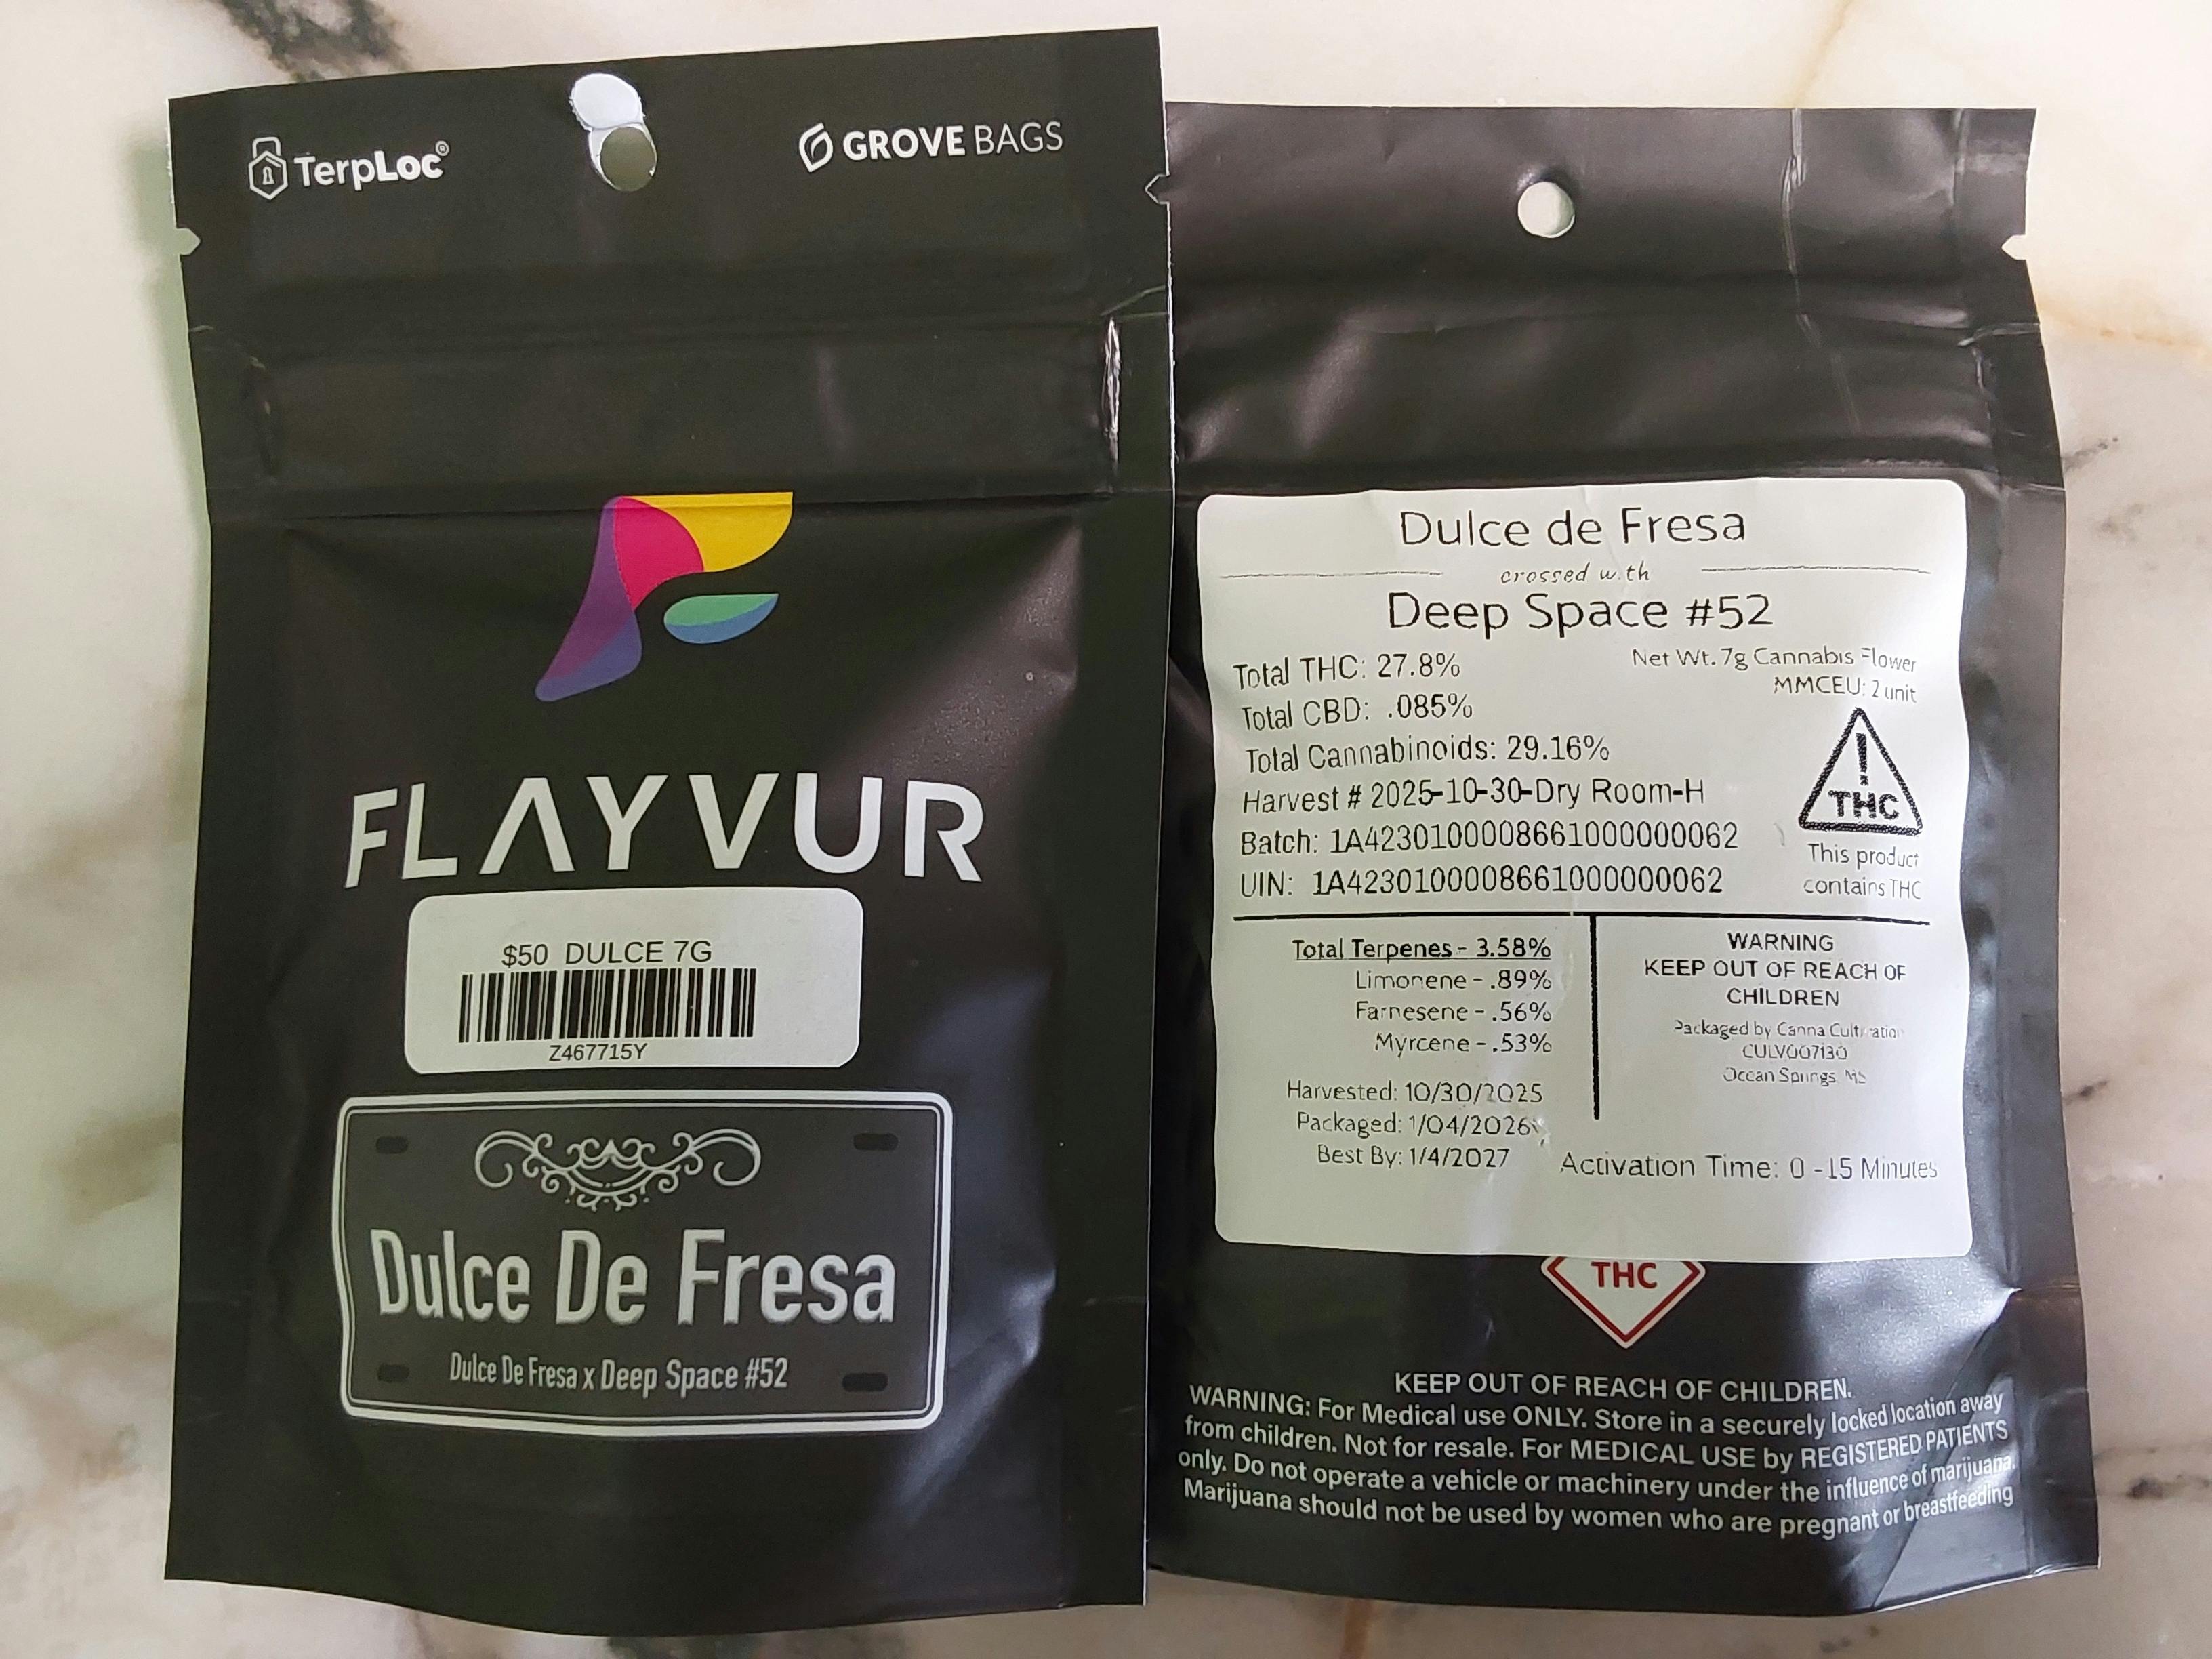 TerpLoc®
GROVE BAGS
FLAYVUR
$50 DULCE 7G
Z467715Y
Dulce De Fresa
Dulce De Fresa x Deep Space #52
Dulce de Fresa
crossed with
Deep Space #52
Net Wt. 7g Cannabis Flower
MMCEU: 2 unit
Total THC: 27.8%
Total CBD: .085%
Total Cannabinoids: 29.16%
Harvest # 2025-10-30-Dry Room-H
Batch: 1A4230100008661000000062
UIN: 1A4230100008661000000062
!
THC
This product
contains THC
Total Terpenes - 3.58%
Limonene - .89%
Farnesene - .56%
Myrcene - .53%
Harvested: 10/30/2025
Packaged: 1/04/2026
Best By: 1/4/2027
WARNING
KEEP OUT OF REACH OF
CHILDREN
Packaged by Canna Cultivation
CULV007130
Ocean Springs, MS
Activation Time: 0 -15 Minutes
THC
KEEP OUT OF REACH OF CHILDREN.
WARNING: For Medical use ONLY. Store in a securely locked location away
from children. Not for resale. For MEDICAL USE by REGISTERED PATIENTS
only. Do not operate a vehicle or machinery under the influence of marijuana.
Marijuana should not be used by women who are pregnant or breastfeeding